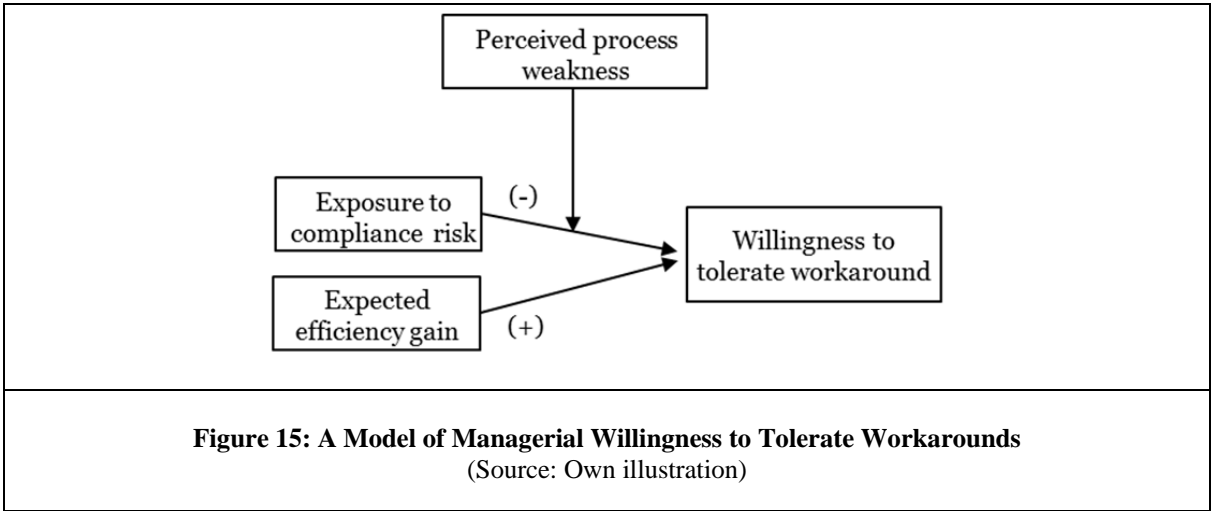 Perceived process
weakness
Exposure to
(-)
compliance risk
Willingness to
tolerate workaround
Expected
efficiency gain
(+)
Figure 15: A Model of Managerial Willingness to Tolerate Workarounds
(Source: Own illustration)